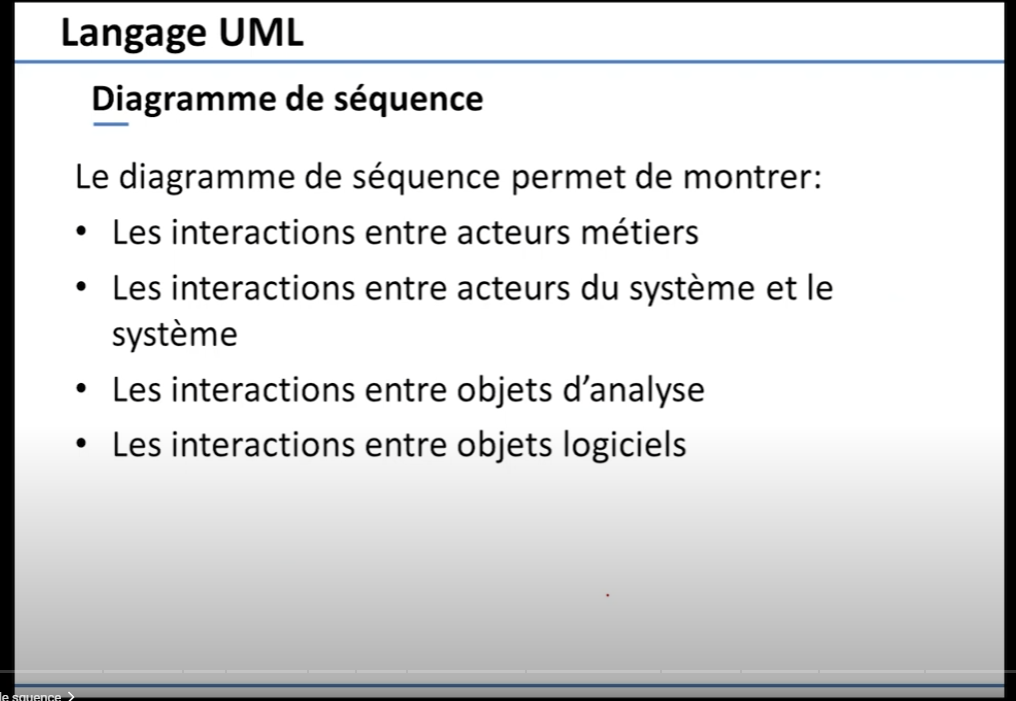 Langage UML
Diagramme de séquence
Le diagramme de séquence permet de montrer:
• Les interactions entre acteurs métiers
• Les interactions entre acteurs du système et le
système
• Les interactions entre objets d’analyse
• Les interactions entre objets logiciels
le squence >